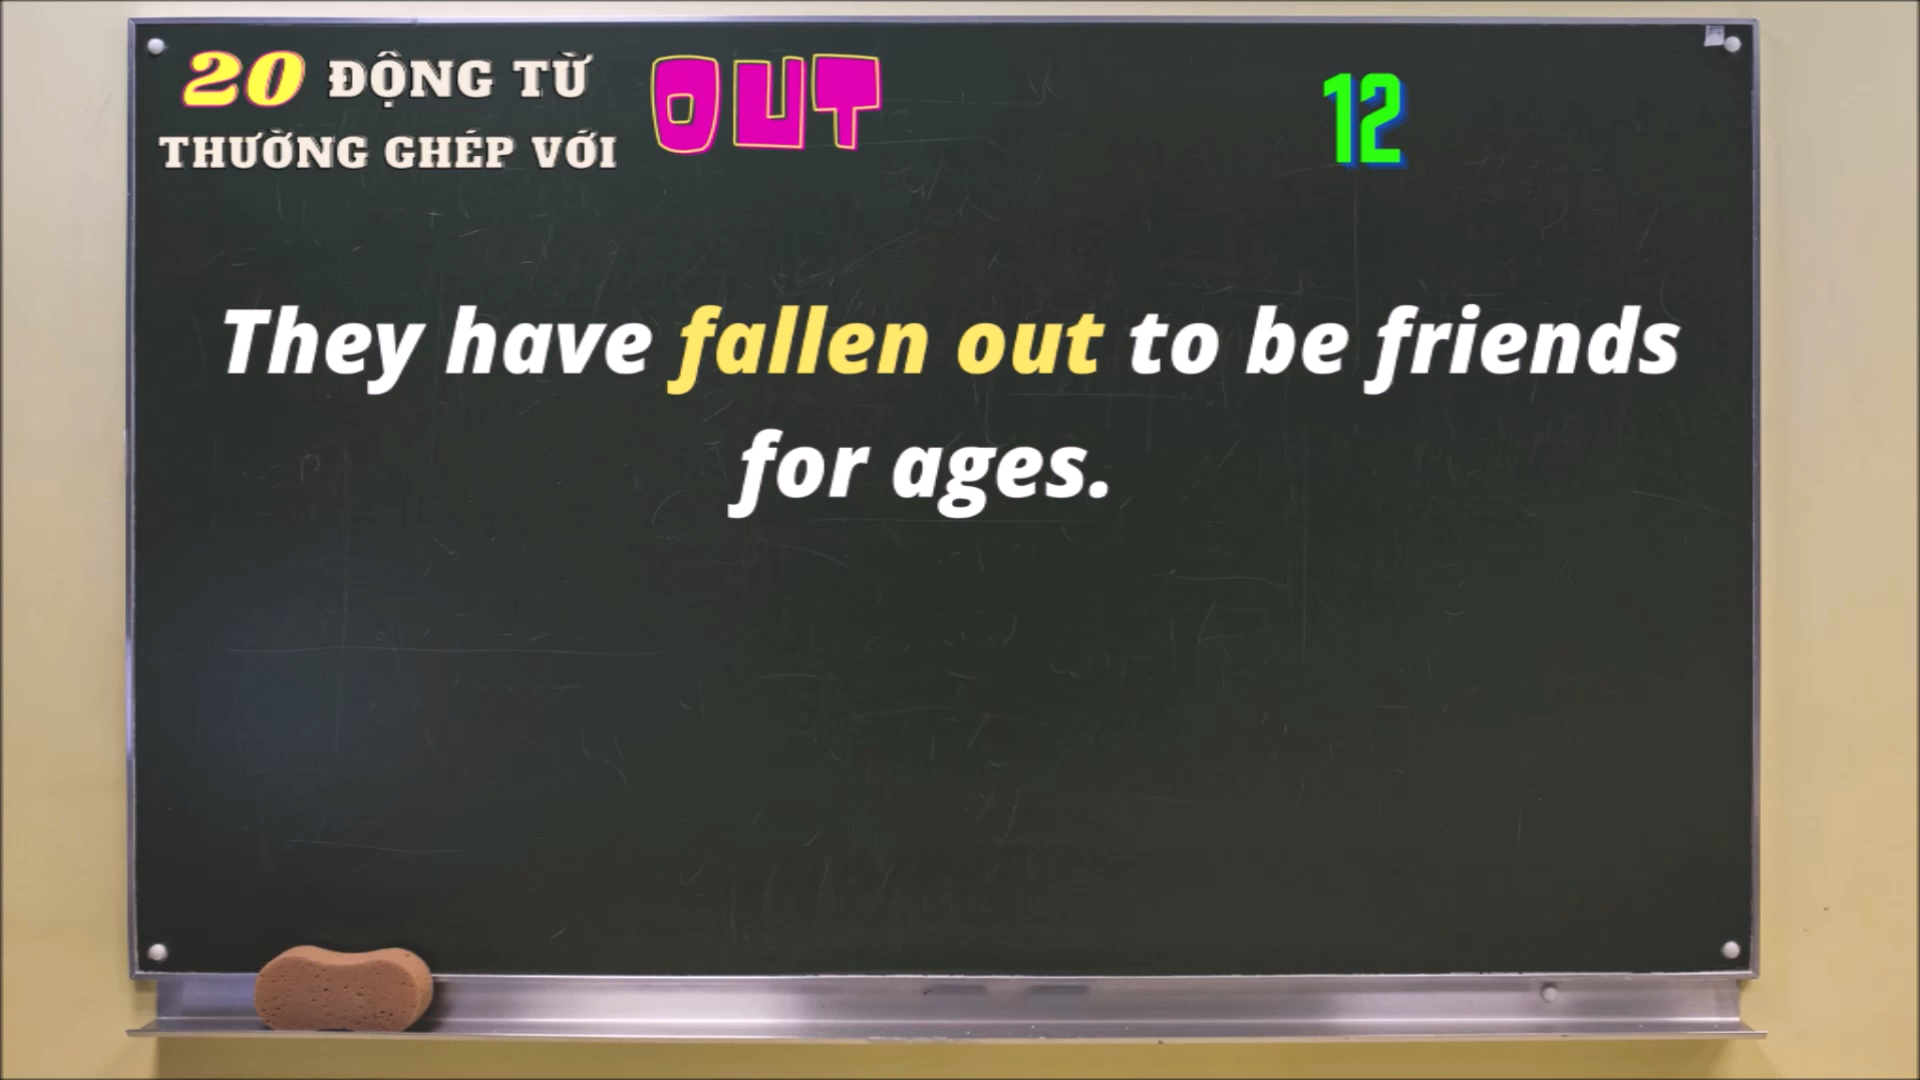 20 ĐỘNG TỪ
THƯỜNG GHÉP VỚI
OUT
12
They have fallen out to be friends
for ages.